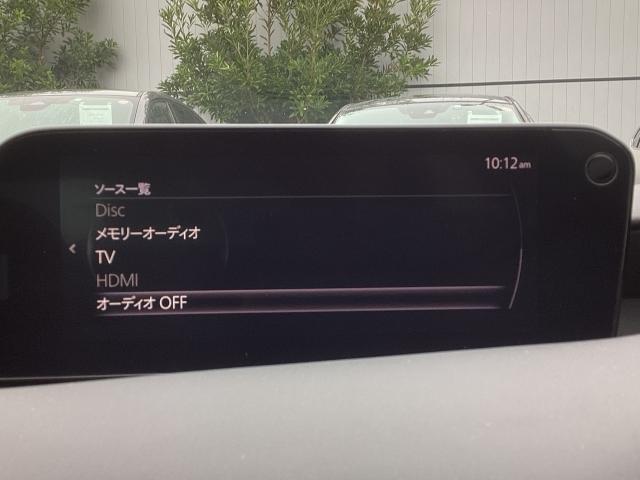 10:12am
ソース一覧
Disc
メモリーオーディオ
TV
HDMI
オーディオ OFF